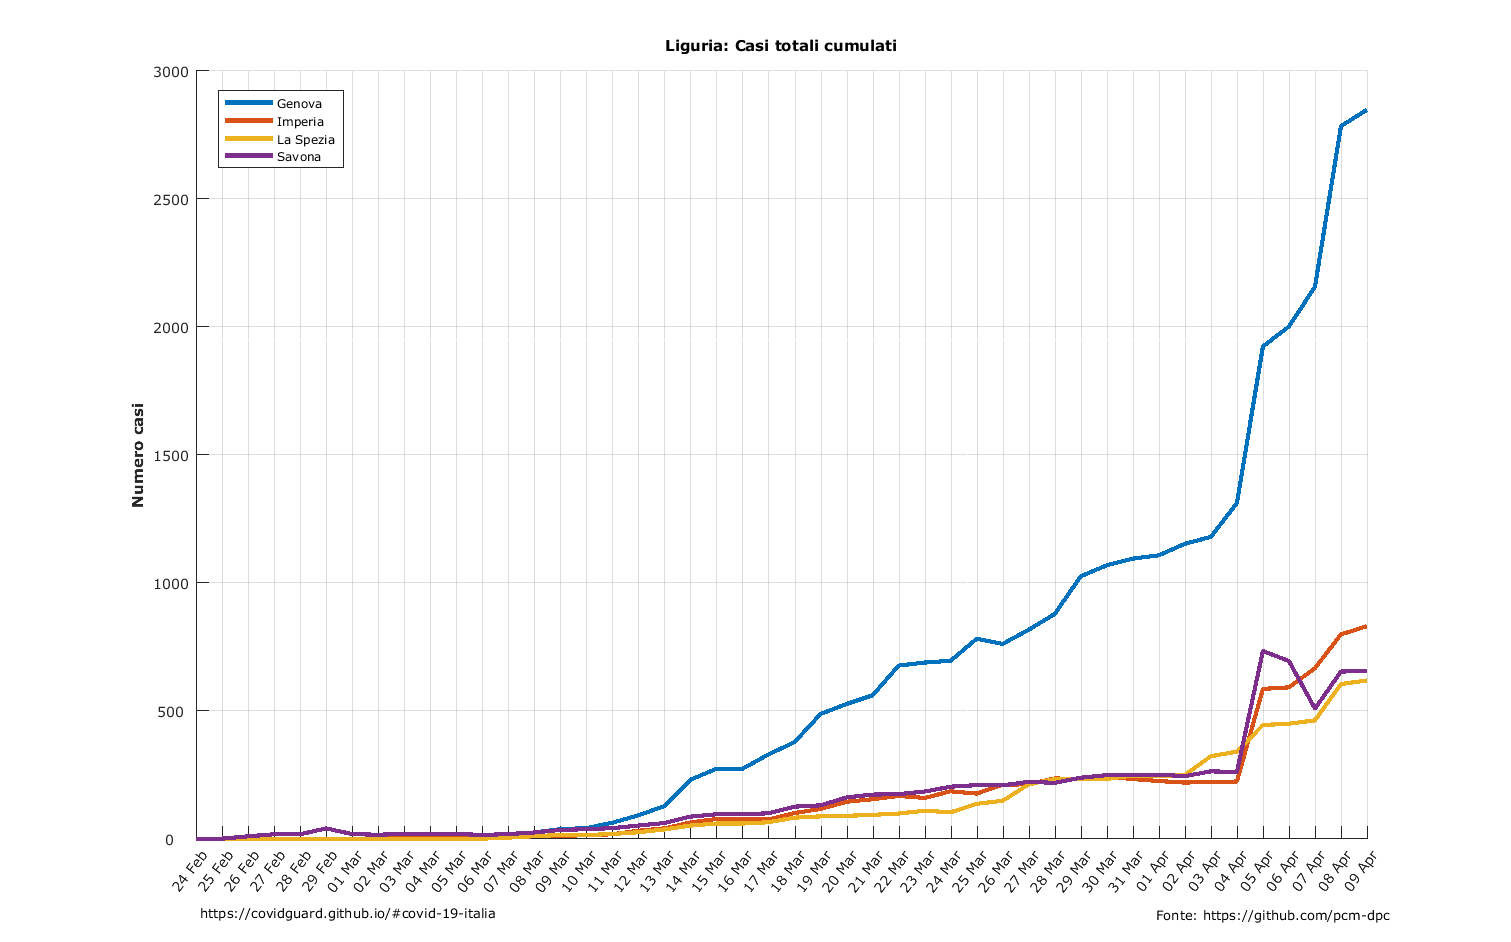 Liguria: Casi totali cumulati
3000
2500
2000
1500
1000
500
0
Numero casi
Genova
Imperia
La Spezia
Savona
24 Feb
25 Feb
26 Feb
27 Feb
28 Feb
29 Feb
01 Mar
02 Mar
03 Mar
04 Mar
05 Mar
06 Mar
07 Mar
08 Mar
09 Mar
10 Mar
11 Mar
12 Mar
13 Mar
14 Mar
15 Mar
16 Mar
17 Mar
18 Mar
19 Mar
20 Mar
21 Mar
22 Mar
23 Mar
24 Mar
25 Mar
26 Mar
27 Mar
28 Mar
29 Mar
30 Mar
31 Mar
01 Apr
02 Apr
03 Apr
04 Apr
05 Apr
06 Apr
07 Apr
08 Apr
09 Apr
https://covidguard.github.io/#covid-19-italia
Fonte: https://github.com/pcm-dpc